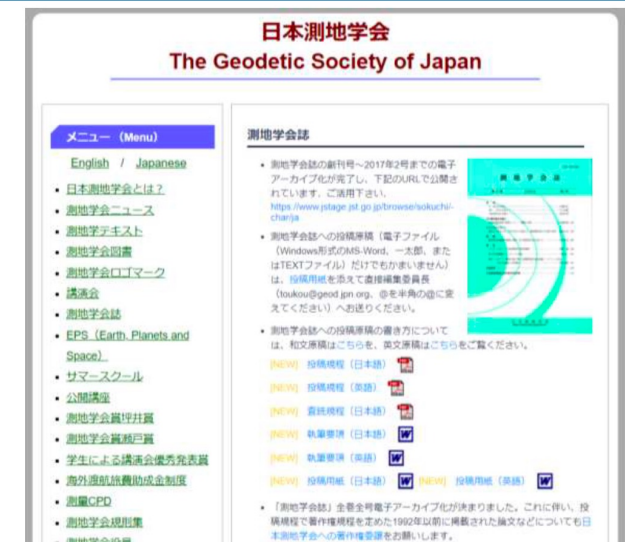 日本測地学会
The Geodetic Society of Japan
メニュー (Menu)
English / Japanese
日本測地学会とは？
測地学会ニュース
測地学テキスト
測地学会図書
測地学会ロゴマーク
講演会
測地学会誌
EPS（Earth, Planets and
Space）
サマースクール
公開講座
測地学会賞坪井賞
測地学会賞瀬戸賞
学生による講演会優秀発表賞
海外渡航旅費助成金制度
測量CPD
測地学会規則集
測地学会誌
測地学会誌の創刊号～2017年2号までの電子
アーカイブ化が完了し、下記のURLで公開さ
れています。ご活用下さい。
https://www.jstage.jst.go.jp/browse/sokuchi/-
char/ja
測地学会誌への投稿原稿（電子ファイル
（Windows形式のMS-Word、一太郎、また
はTEXTファイル）だけでもかまいません）
は、投稿用紙を添えて直接編集委員長
（toukou@geod.jpn.org、@を半角の@に変
えてください）へお送りください。
測地学会誌への投稿原稿の書き方について
は、和文原稿はこちらを、英文原稿はこちらをご覧ください。
[NEW] 投稿規程（日本語）
[NEW] 投稿規程（英語）
[NEW] 査読規程（日本語）
[NEW] 執筆要項（日本語）
[NEW] 執筆要項（英語）
[NEW] 投稿用紙（日本語） [NEW] 投稿用紙（英語）
「測地学会誌」全巻全号電子アーカイブ化が決まりました。これに伴い、投
稿規程で著作権規程を定めた1992年以前に掲載された論文などについても日
本測地学会への著作権委譲をお願いします。
測地学会誌